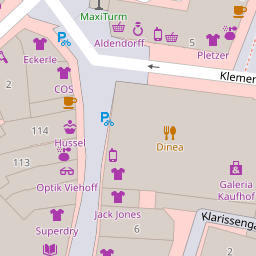 MaxiTurm
Aldendorff
5
Pletzer
Eckerle
2
COS
Klemen
114
Hussel
Dinea
113
Optik Viehoff
Galeria
Kaufhof
Jack Jones
Klarissenga
Superdry
6
2